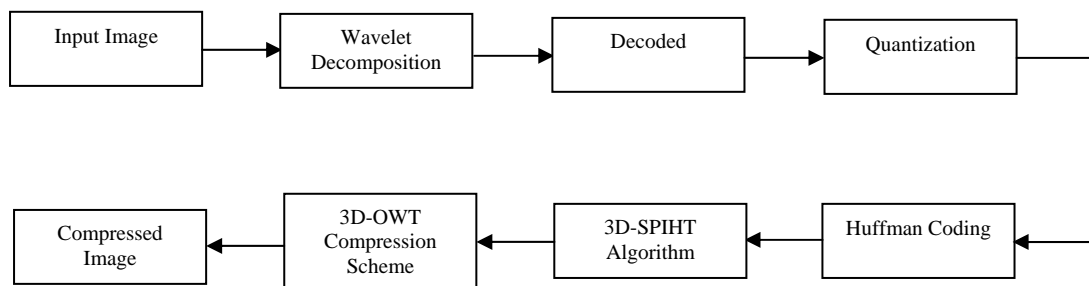 Input Image
Wavelet
Decomposition
Decoded
Quantization
Compressed
Image
3D-OWT
Compression
Scheme
3D-SPIHT
Algorithm
Huffman Coding